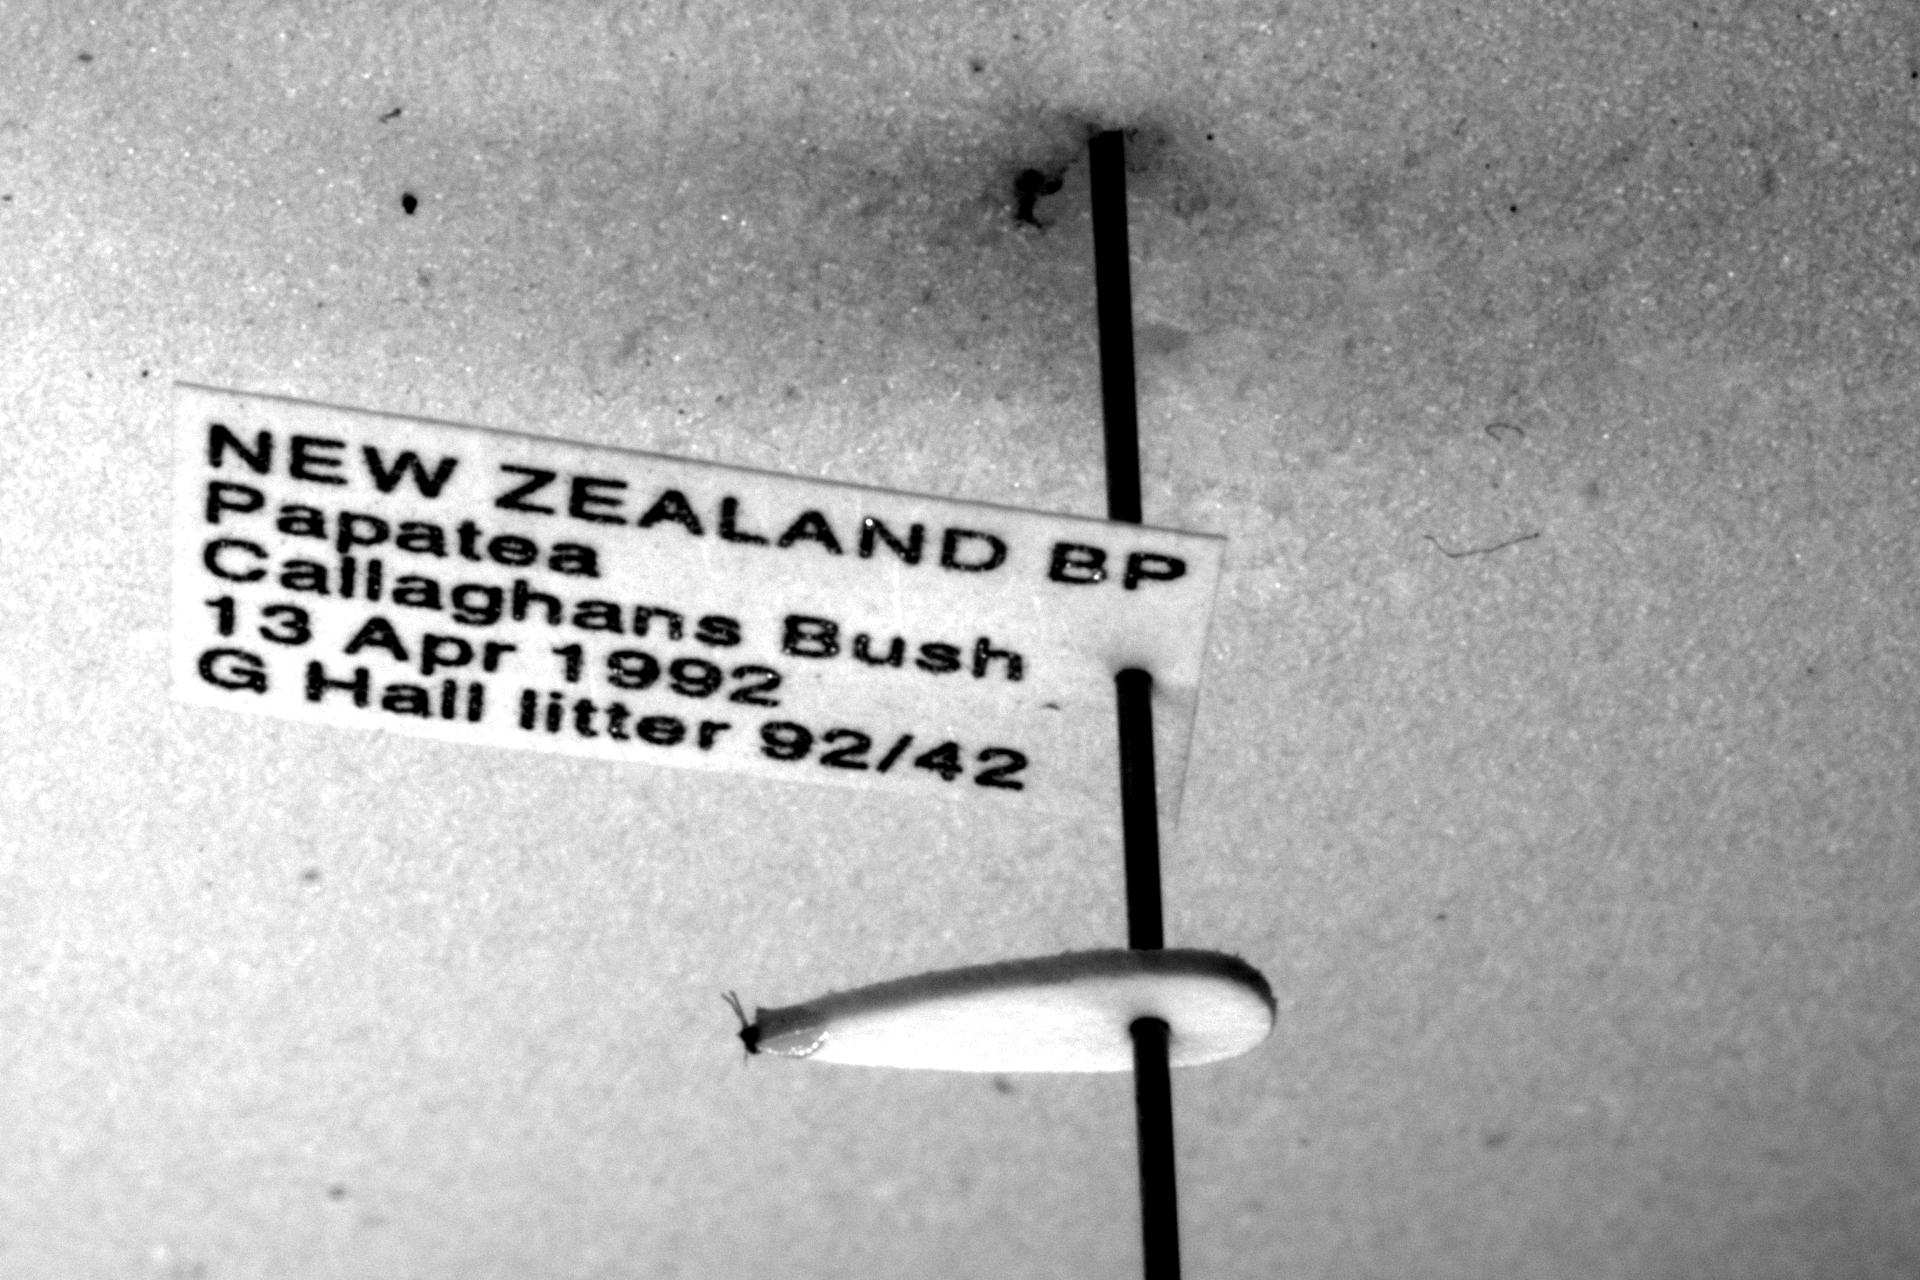 NEW ZEALAND BP
Papatea
Callaghans Bush
13 Apr 1992
G Hall litter 92/42